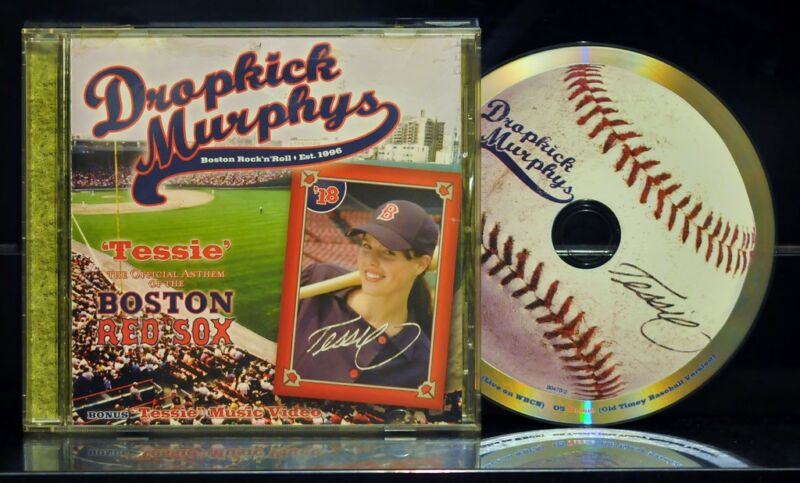 Dropkick
Murphys
Boston Rock'n'Roll • Est. 1996
'Tessie'
THE OFFICIAL ANTHEM
OF THE
BOSTON
RED SOX
BONUS "Tessie" Music Video
'18
B
Tessie
Dropkick
Murphys
Tessie
(Live on WBCN) 05 (Old Timey Baseball Version)